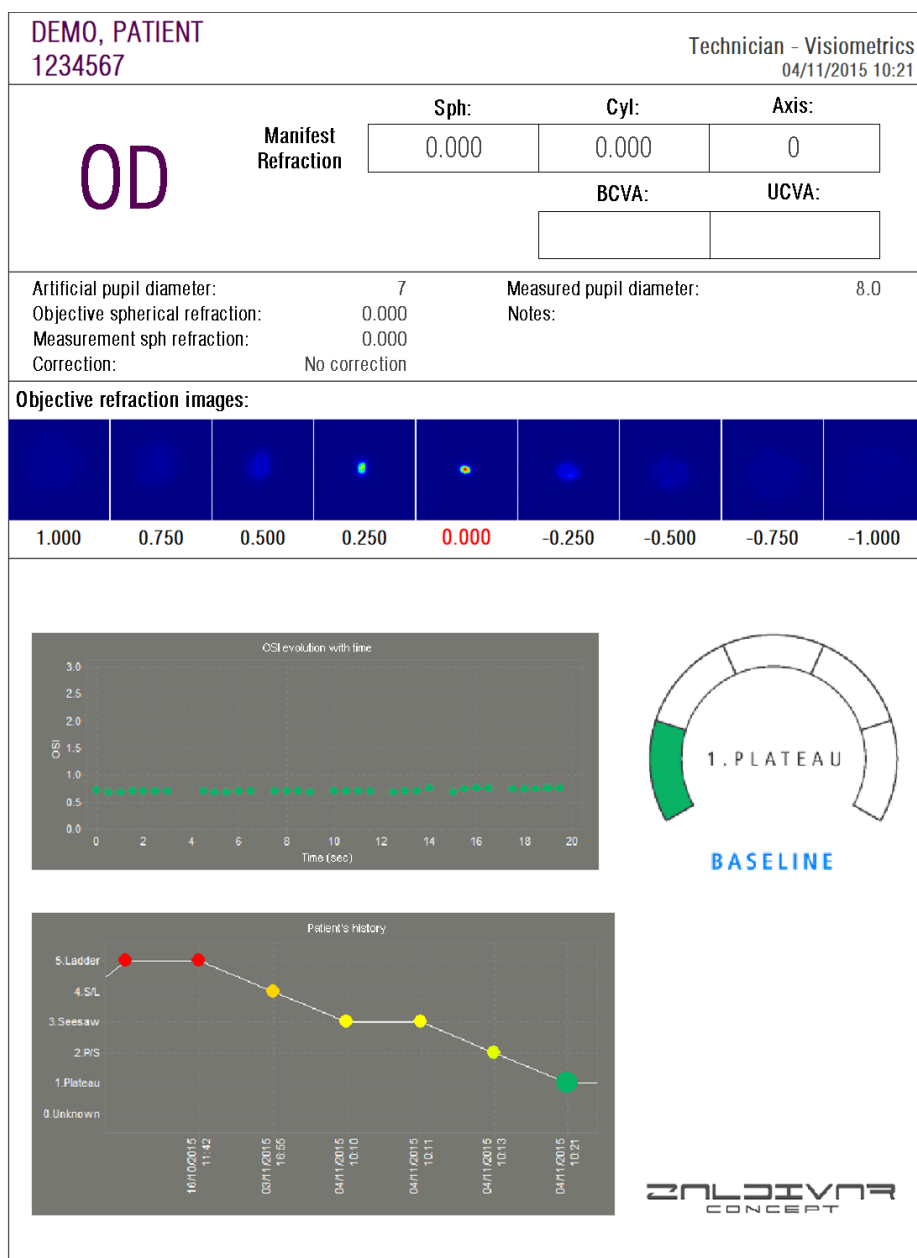 DEMO, PATIENT
1234567
Technician - Visiometrics
04/11/2015 10:21
OD
Manifest
Refraction
Sph: Cyl: Axis:
0.000 0.000 0
BCVA: UCVA:
Artificial pupil diameter: 7
Measured pupil diameter: 8.0
Objective spherical refraction: 0.000
Notes:
Measurement sph refraction: 0.000
Correction: No correction
Objective refraction images:
1.000 0.750 0.500 0.250 0.000 -0.250 -0.500 -0.750 -1.000
OSI evolution with time
3.0
2.5
2.0
1.5
1.0
0.5
0.0
OSI
0 2 4 6 8 10 12 14 16 18 20
Time (sec)
1.PLATEAU
BASELINE
Patient's history
5.Ladder
4.S/L
3.Seesaw
2.P/S
1.Plateau
0.Unknown
16/10/2015
11:42
03/11/2015
16:55
04/11/2015
10:10
04/11/2015
10:11
04/11/2015
10:13
04/11/2015
10:21
ZALDIVAR
CONCEPT